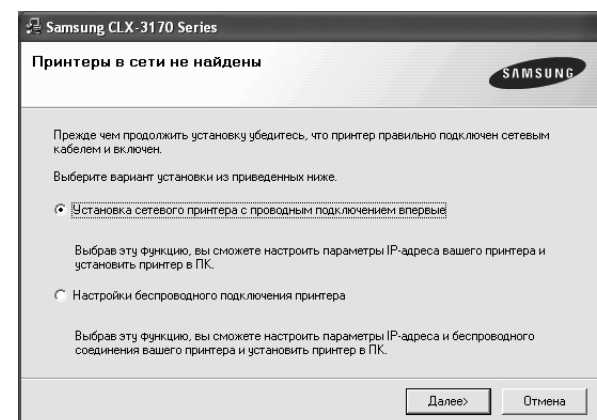 Samsung CLX-3170 Series
Принтеры в сети не найдены
SAMSUNG
Прежде чем продолжить установку убедитесь, что принтер правильно подключен сетевым
кабелем и включен.
Выберите вариант установки из приведенных ниже.
Установка сетевого принтера с проводным подключением впервые
Выбрав эту функцию, вы сможете настроить параметры IP-адреса вашего принтера и
установить принтер в ПК.
Настройки беспроводного подключения принтера
Выбрав эту функцию, вы сможете настроить параметры IP-адреса и беспроводного
соединения вашего принтера и установить принтер в ПК.
Далее>
Отмена